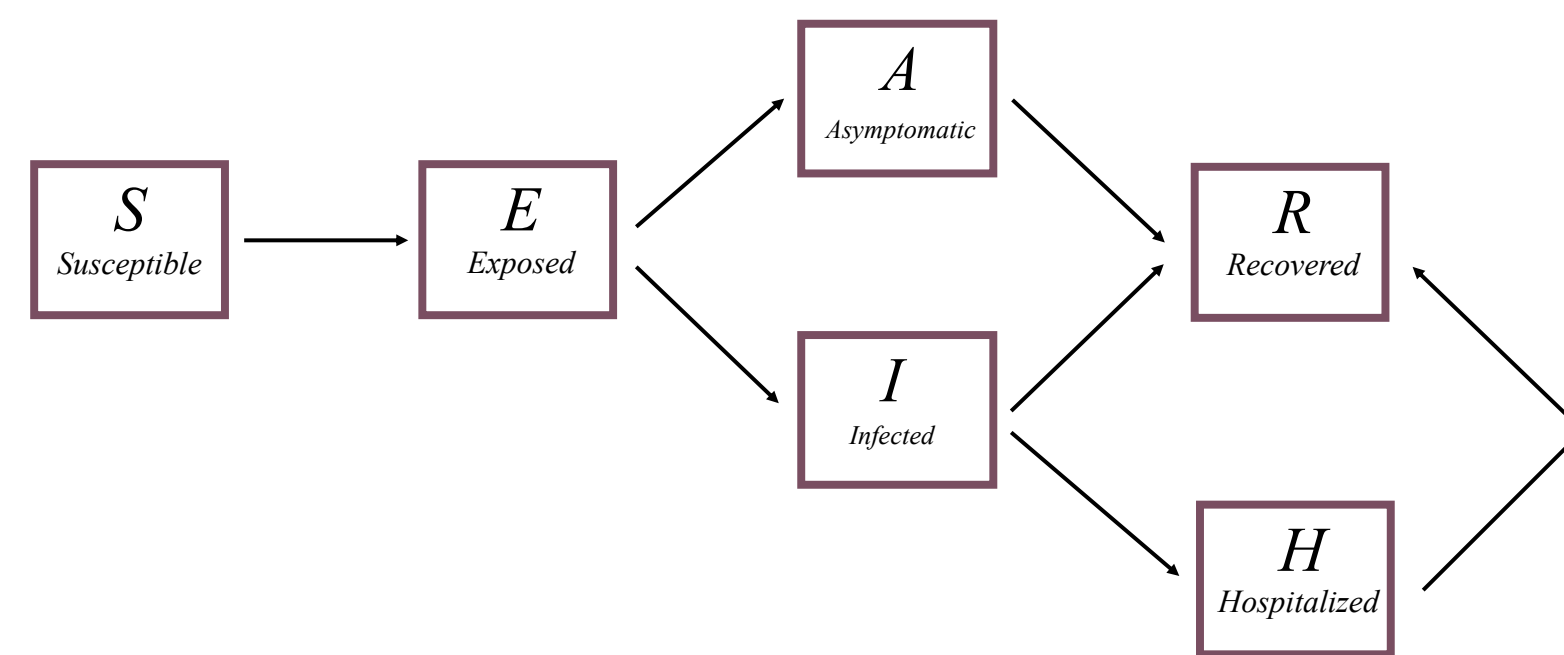 S
Susceptible
E
Exposed
A
Asymptomatic
I
Infected
R
Recovered
H
Hospitalized